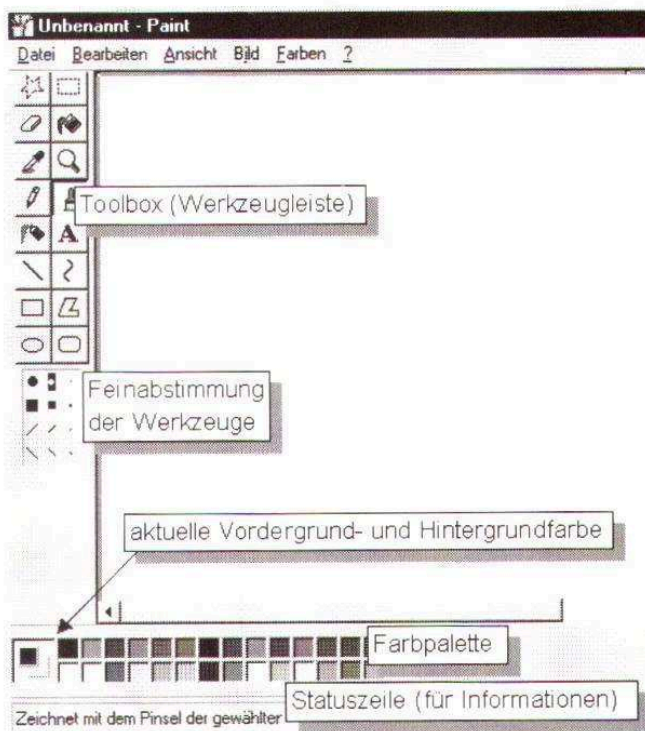 Unbenannt - Paint
Datei Bearbeiten Ansicht Bild Farben ?
Toolbox (Werkzeugleiste)
A
Feinabstimmung
der Werkzeuge
aktuelle Vordergrund- und Hintergrundfarbe
Farbpalette
Statuszeile (für Informationen)
Zeichnet mit dem Pinsel der gewählter